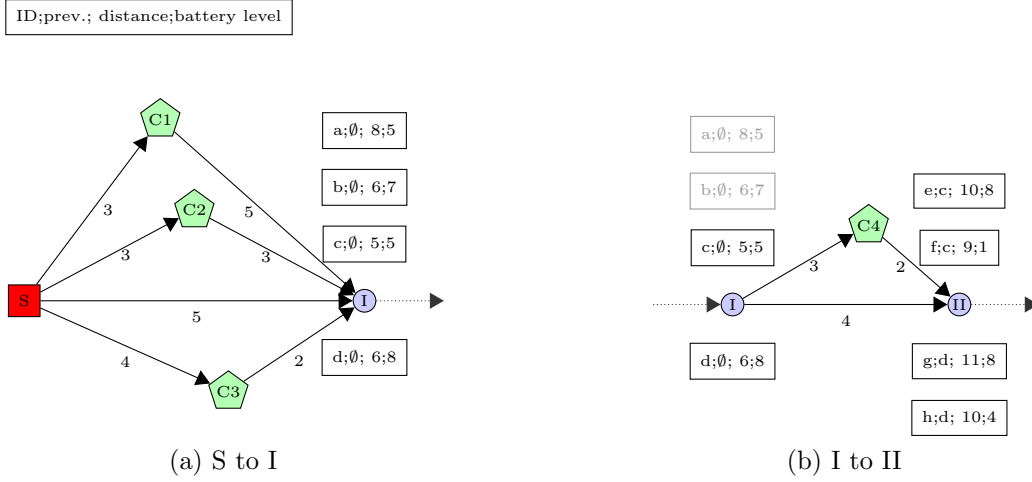 ID;prev.; distance;battery level
C1
C2
C3
S
I
3
3
5
4
5
3
2
a;∅; 8;5
b;∅; 6;7
c;∅; 5;5
d;∅; 6;8
(a) S to I
a;∅; 8;5
b;∅; 6;7
c;∅; 5;5
d;∅; 6;8
C4
I
II
3
2
4
e;c; 10;8
f;c; 9;1
g;d; 11;8
h;d; 10;4
(b) I to II